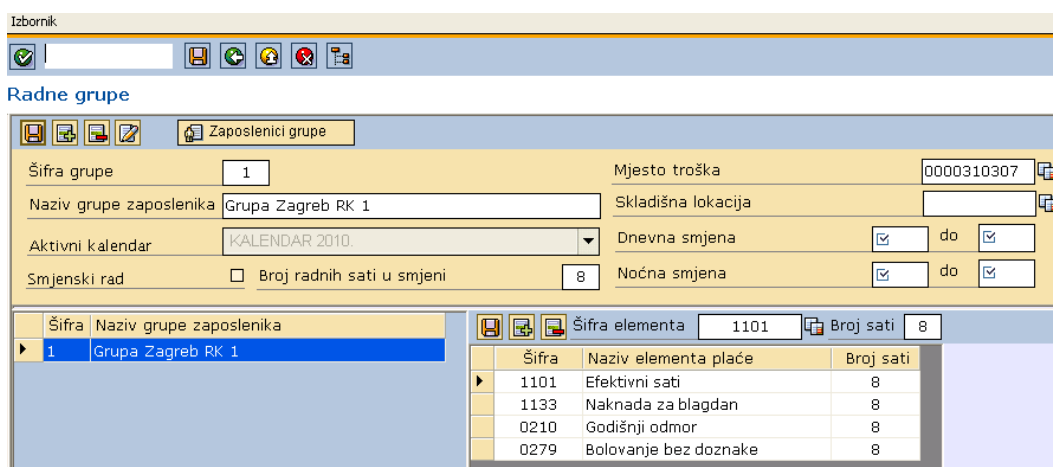 Izbornik
Radne grupe
Zaposlenici grupe
Šifra grupe 1
Mjesto troška 0000310307
Naziv grupe zaposlenika Grupa Zagreb RK 1
Skladišna lokacija
Aktivni kalendar KALENDAR 2010.
Dnevna smjena do
Smjenski rad Broj radnih sati u smjeni 8
Noćna smjena do
Šifra Naziv grupe zaposlenika
1 Grupa Zagreb RK 1
Šifra elementa 1101 Broj sati 8
Šifra Naziv elementa plaće Broj sati
1101 Efektivni sati 8
1133 Naknada za blagdan 8
0210 Godišnji odmor 8
0279 Bolovanje bez doznake 8